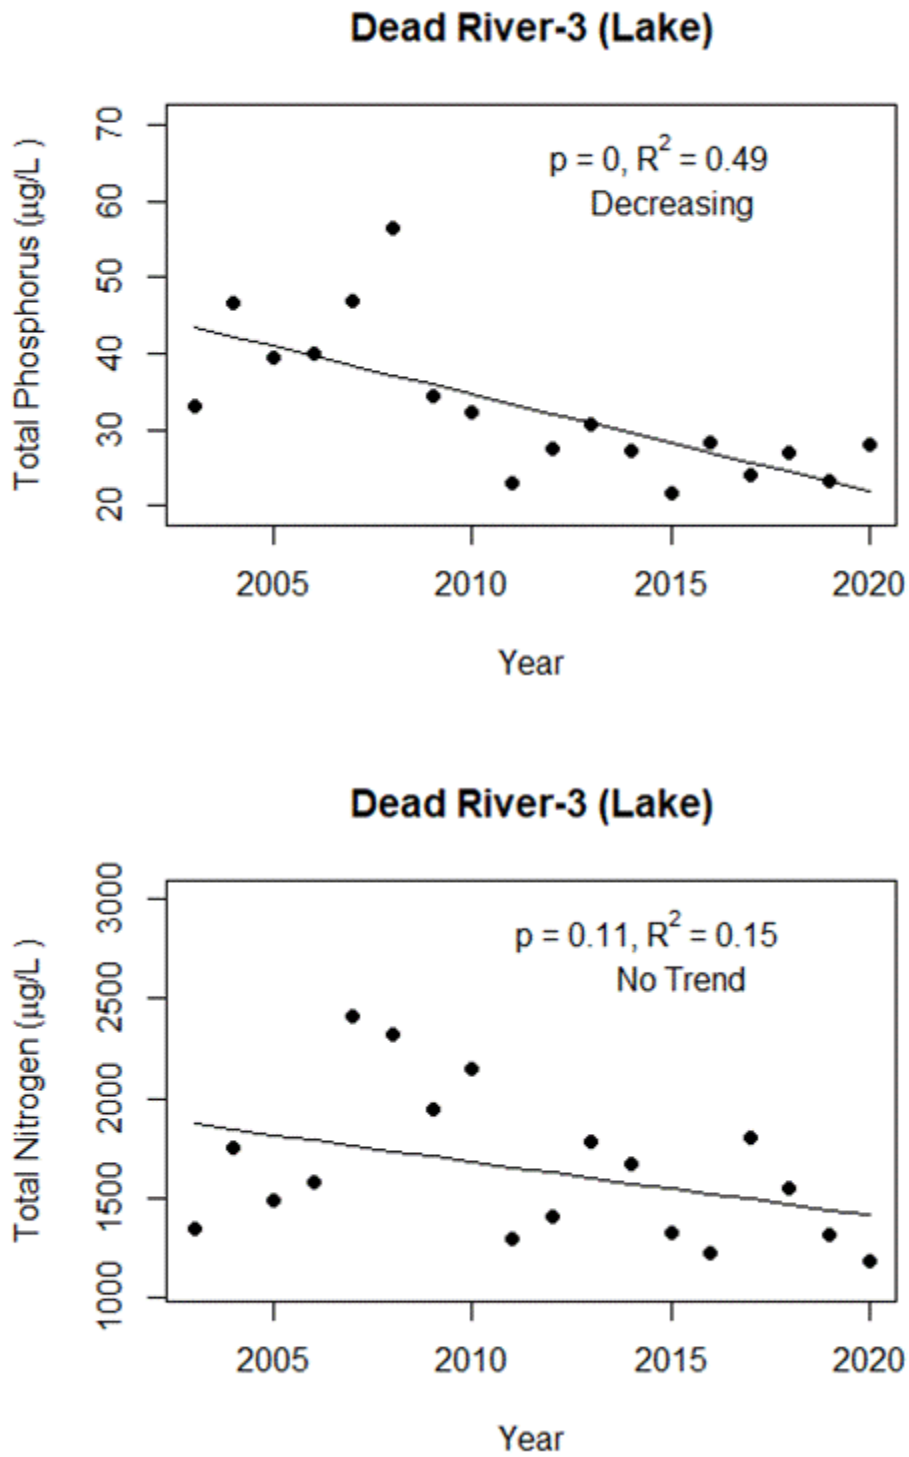 Dead River-3 (Lake)
p = 0, R² = 0.49
Decreasing
Total Phosphorus (µg/L )
70
60
50
40
30
20
2005 2010 2015 2020
Year
Dead River-3 (Lake)
p = 0.11, R² = 0.15
No Trend
Total Nitrogen (µg/L )
3000
2500
2000
1500
1000
2005 2010 2015 2020
Year